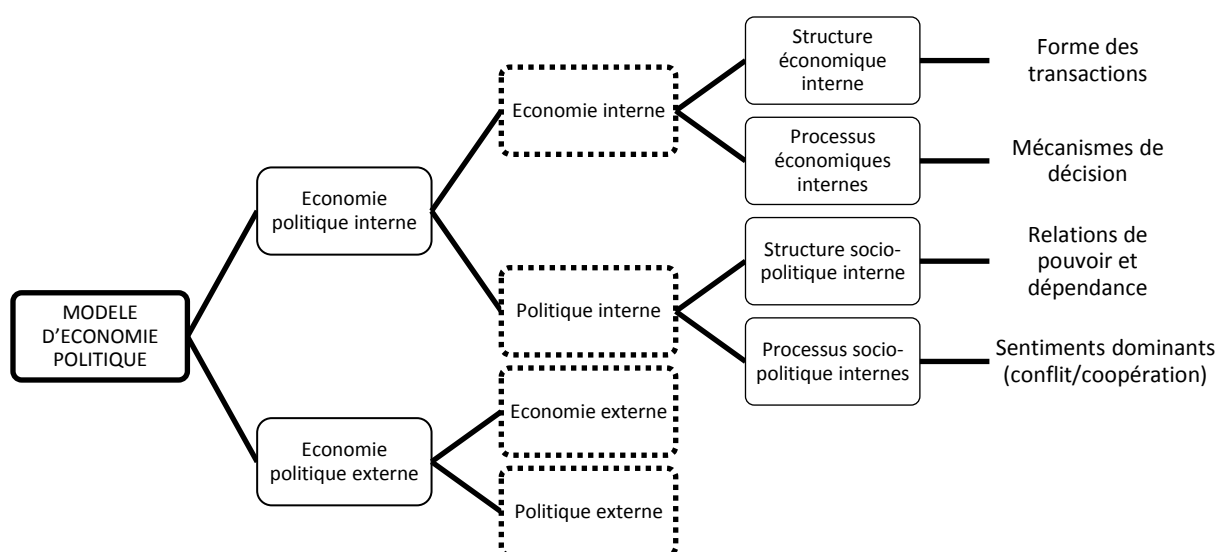 MODELE
D'ECONOMIE
POLITIQUE
Economie
politique interne
Economie interne
Structure
économique
interne
Forme des
transactions
Processus
économiques
internes
Mécanismes de
décision
Politique interne
Structure socio-
politique interne
Relations de
pouvoir et
dépendance
Processus socio-
politique internes
Sentiments dominants
(conflit/coopération)
Economie
politique externe
Economie externe
Politique externe